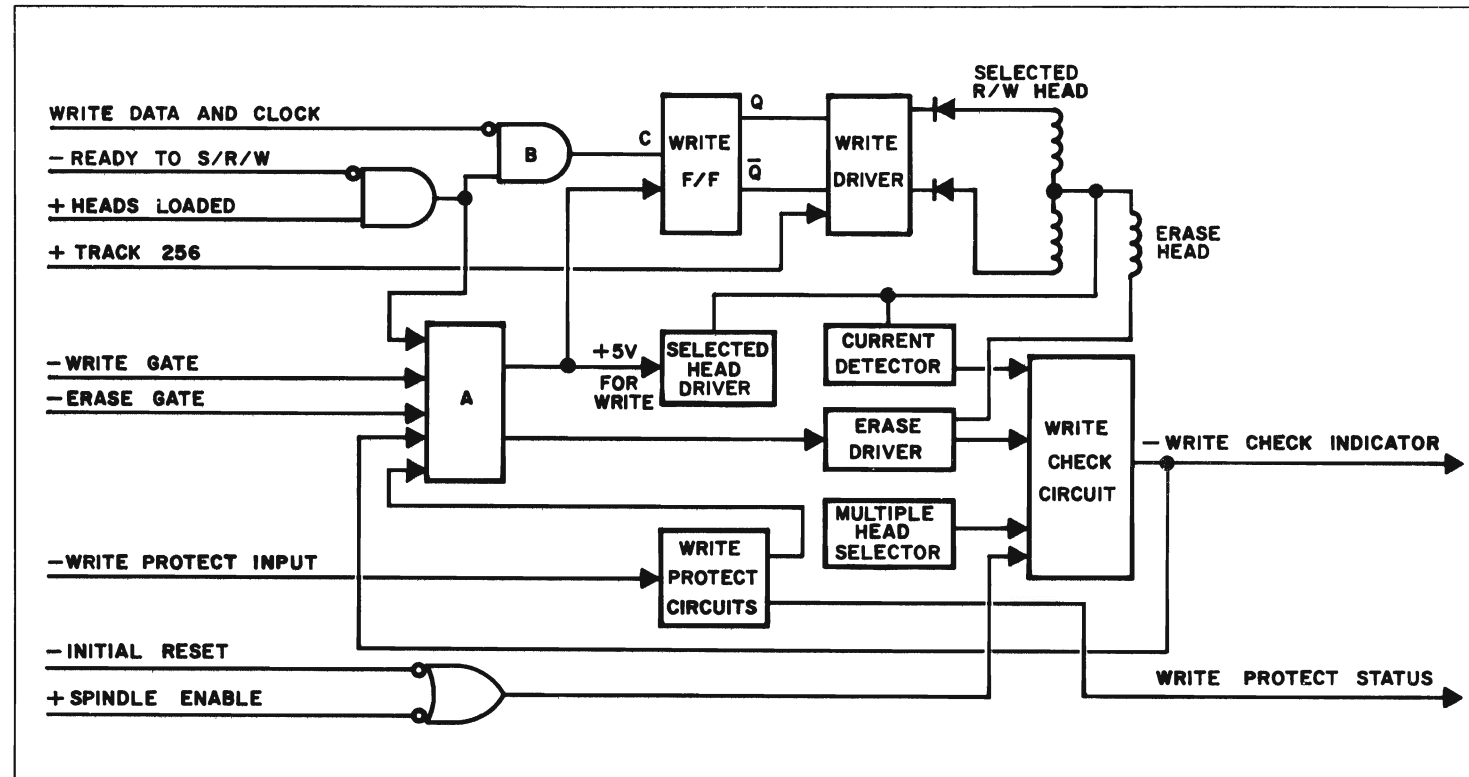 SELECTED
R/W HEAD
WRITE DATA AND CLOCK
B
C
WRITE
F/F
Q
Q̅
WRITE
DRIVER
−READY TO S/R/W
+HEADS LOADED
+ TRACK 256
ERASE
HEAD
−WRITE GATE
−ERASE GATE
A
+5V
FOR
WRITE
SELECTED
HEAD
DRIVER
CURRENT
DETECTOR
ERASE
DRIVER
MULTIPLE
HEAD
SELECTOR
WRITE
CHECK
CIRCUIT
−WRITE CHECK INDICATOR
−WRITE PROTECT INPUT
WRITE
PROTECT
CIRCUITS
−INITIAL RESET
+SPINDLE ENABLE
WRITE PROTECT STATUS